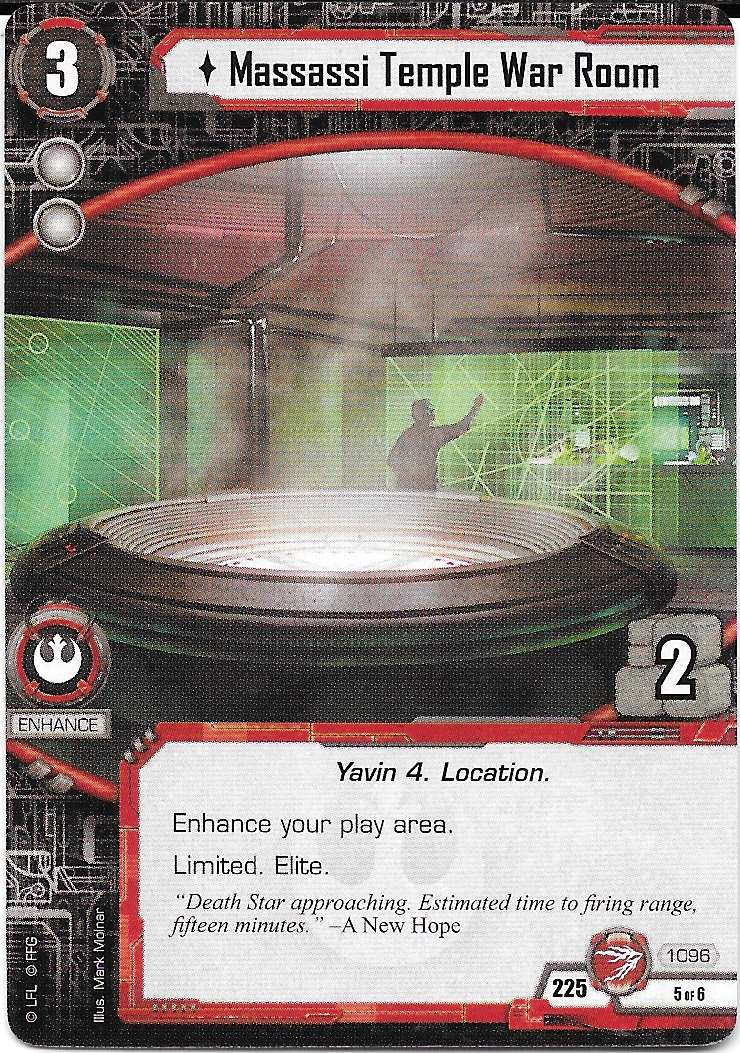 3
Massassi Temple War Room
ENHANCE
2
Yavin 4. Location.
Enhance your play area.
Limited. Elite.
“Death Star approaching. Estimated time to firing range,
fifteen minutes.” –A New Hope
© LFL © FFG
Illus. Mark Molnar
1096
225
5 OF 6